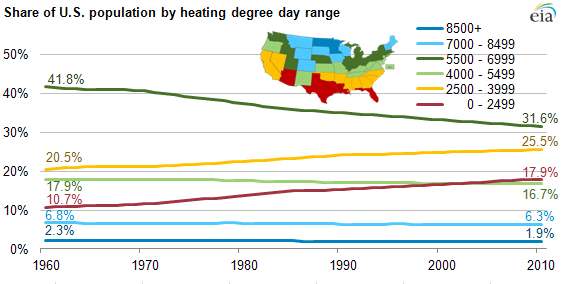 Share of U.S. population by heating degree day range
eia
8500+
7000 - 8499
5500 - 6999
4000 - 5499
2500 - 3999
0 - 2499
50%
40%
30%
20%
10%
0%
41.8%
20.5%
17.9%
10.7%
6.8%
2.3%
31.6%
25.5%
17.9%
16.7%
6.3%
1.9%
1960 1970 1980 1990 2000 2010